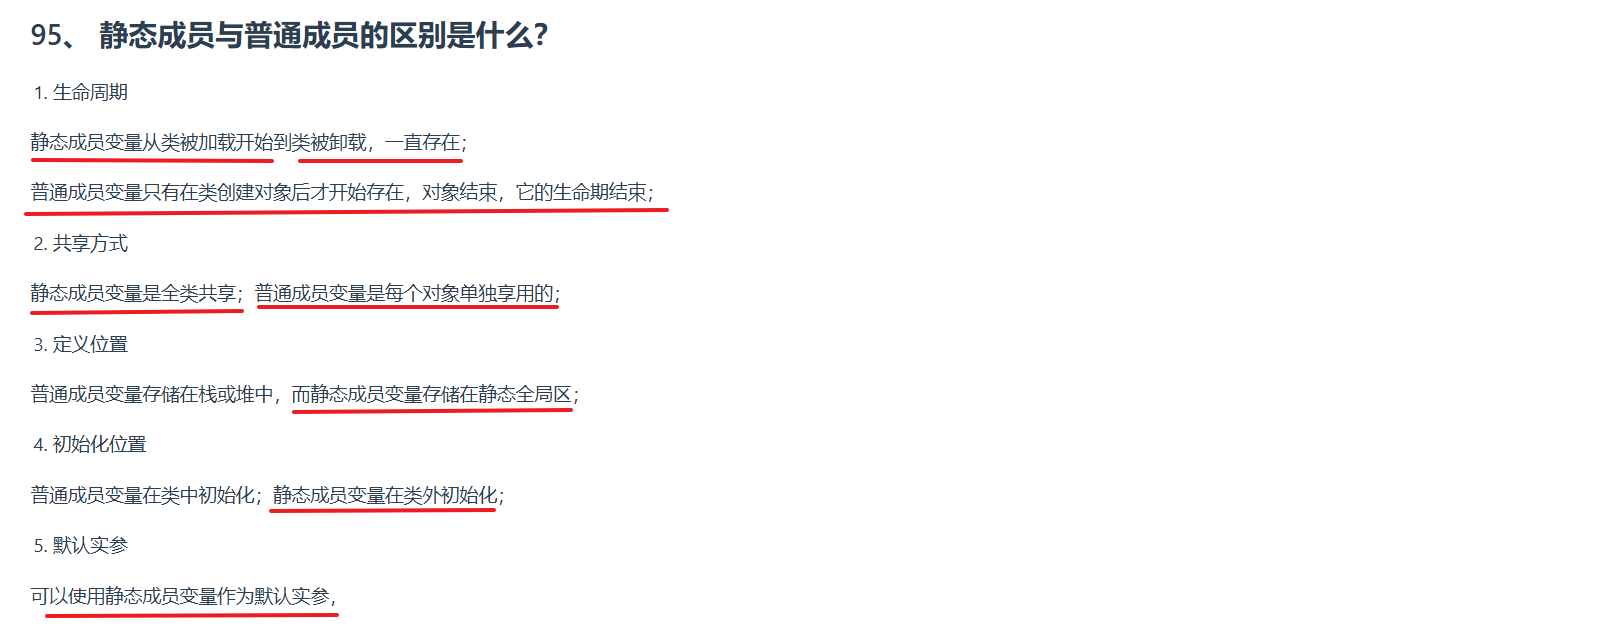 95、 静态成员与普通成员的区别是什么?
1. 生命周期
静态成员变量从类被加载开始到类被卸载，一直存在;
普通成员变量只有在类创建对象后才开始存在，对象结束，它的生命期结束;
2. 共享方式
静态成员变量是全类共享；普通成员变量是每个对象单独享用的;
3. 定义位置
普通成员变量存储在栈或堆中，而静态成员变量存储在静态全局区;
4. 初始化位置
普通成员变量在类中初始化；静态成员变量在类外初始化;
5. 默认实参
可以使用静态成员变量作为默认实参，